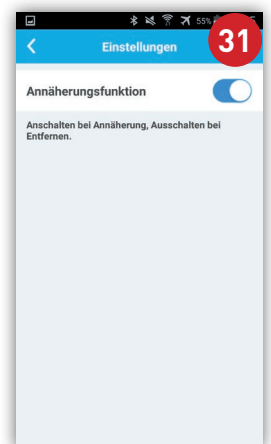 55%
Einstellungen
31
Annäherungsfunktion
Anschalten bei Annäherung, Ausschalten bei
Entfernen.